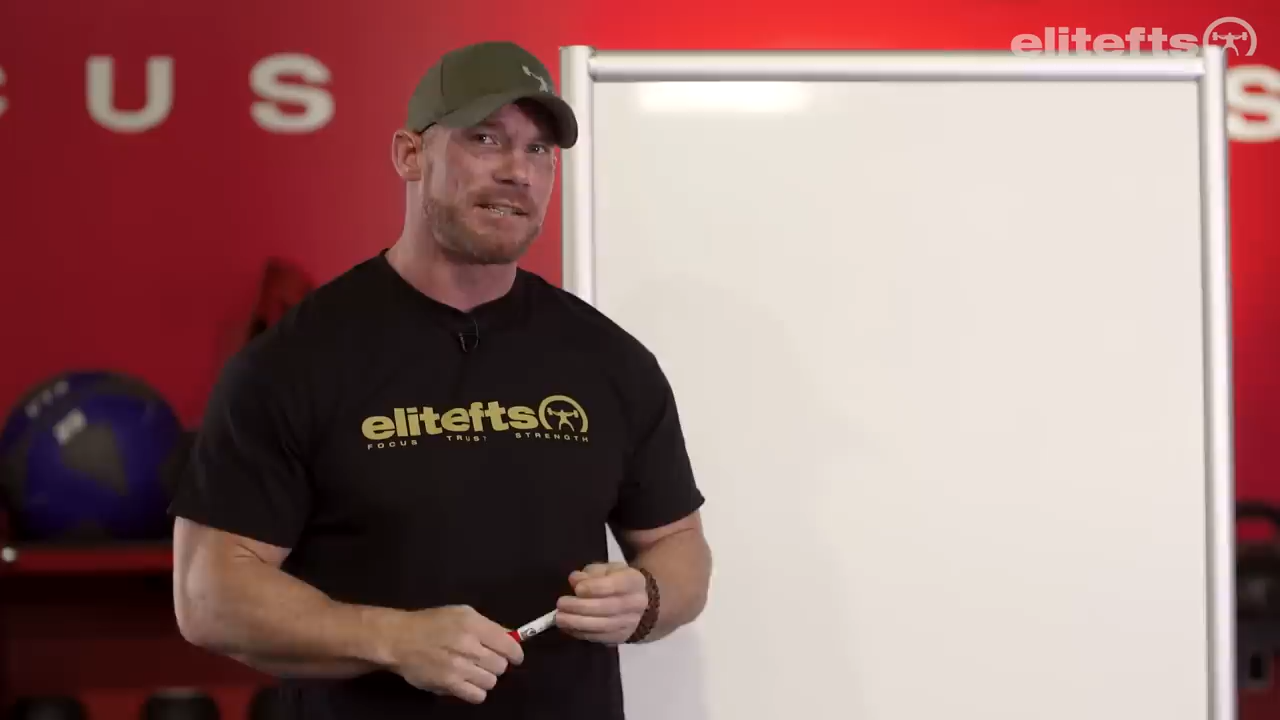 CUS
elitefts
S
elitefts
FOCUS TRUST STRENGTH